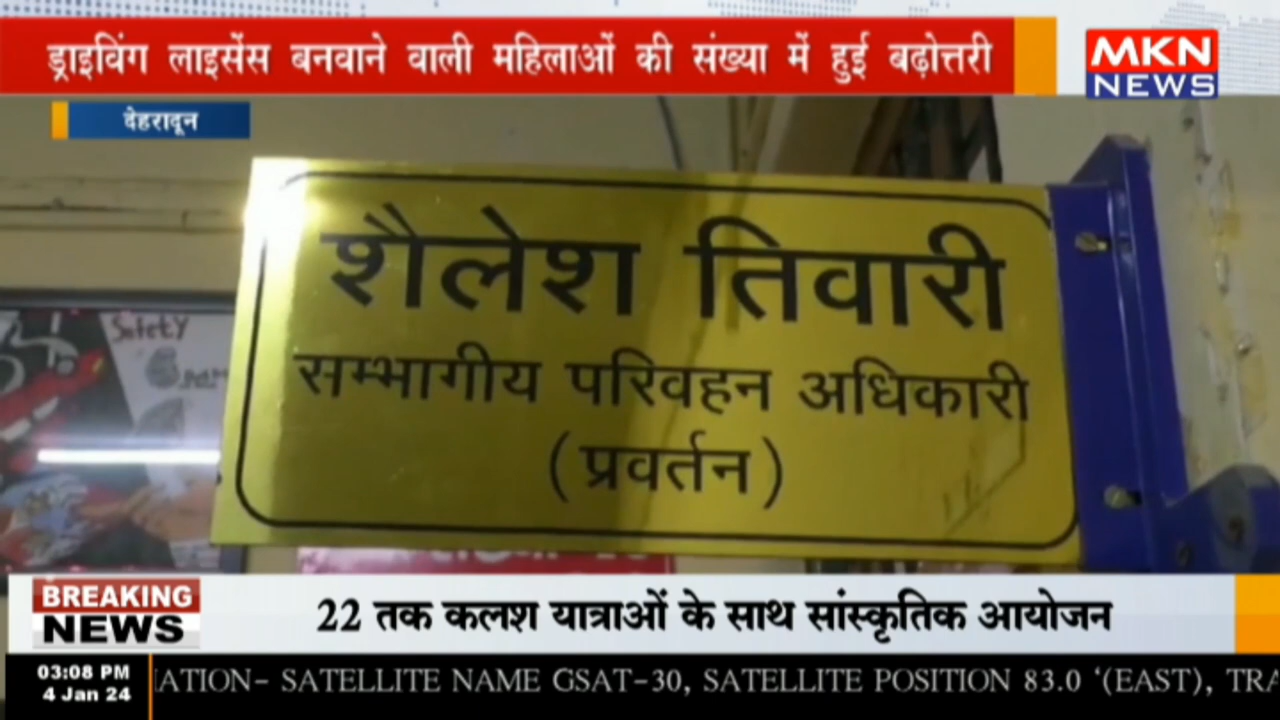 ड्राइविंग लाइसेंस बनवाने वाली महिलाओं की संख्या में हुई बढ़ोत्तरी
MKN
NEWS
देहरादून
शैलेश तिवारी
सम्भागीय परिवहन अधिकारी
(प्रवर्तन)
Safety
BREAKING
NEWS
22 तक कलश यात्राओं के साथ सांस्कृतिक आयोजन
03:08 PM
4 Jan 24
ATION- SATELLITE NAME GSAT-30, SATELLITE POSITION 83.0 ‘(EAST), TRA